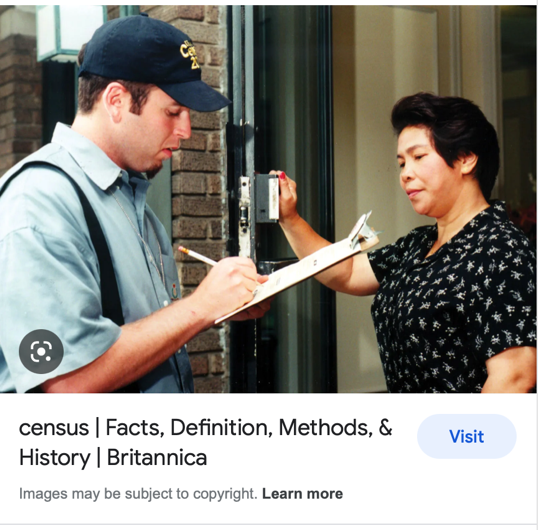 census | Facts, Definition, Methods, &
History | Britannica
Visit
Images may be subject to copyright. Learn more